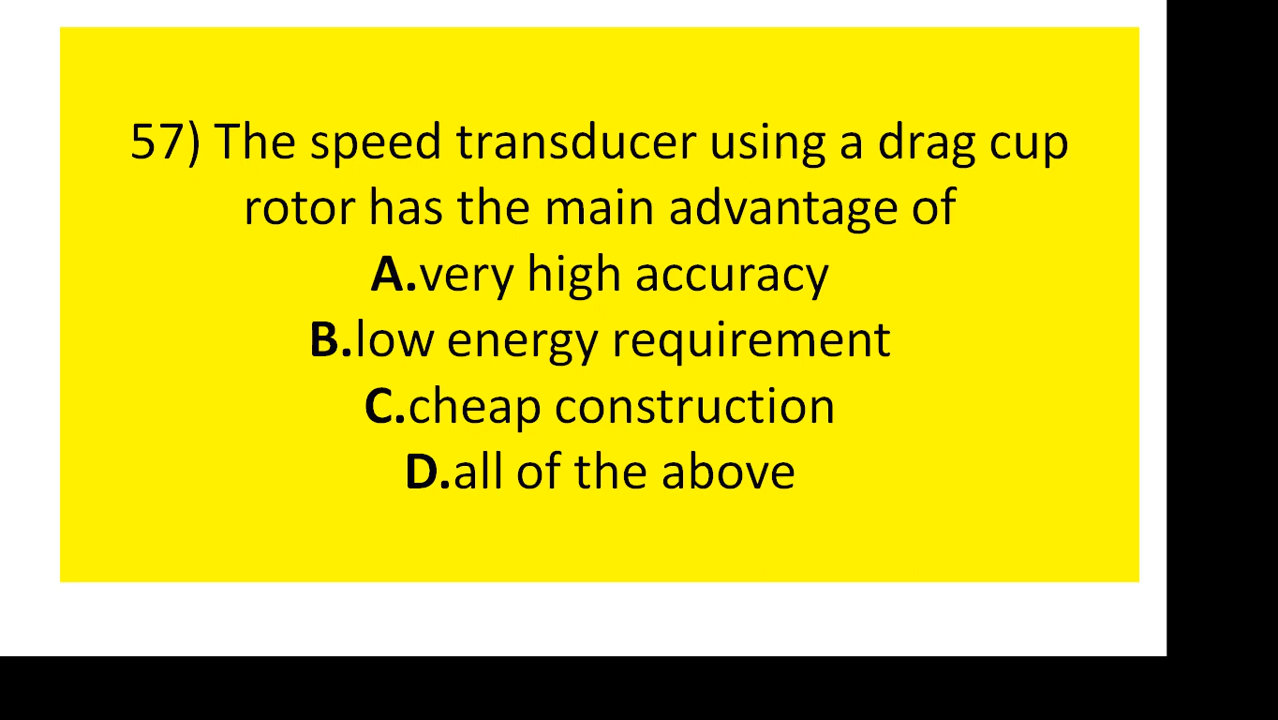 57) The speed transducer using a drag cup
rotor has the main advantage of
A.very high accuracy
B.low energy requirement
C.cheap construction
D.all of the above